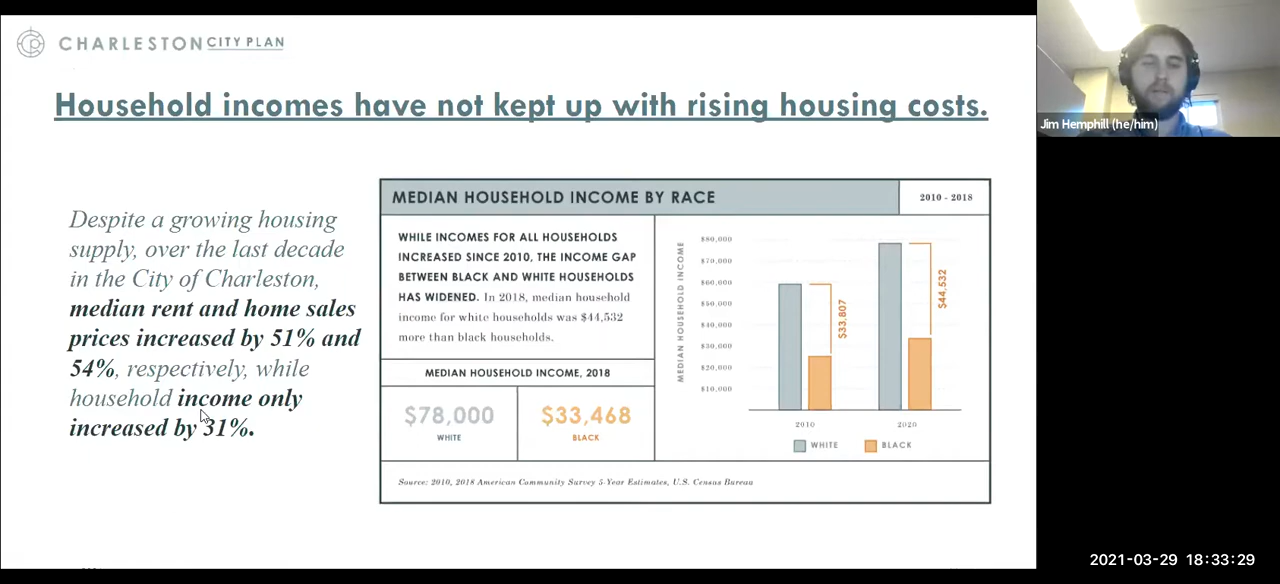 CHARLESTON CITY PLAN
Household incomes have not kept up with rising housing costs.
Despite a growing housing
supply, over the last decade
in the City of Charleston,
median rent and home sales
prices increased by 51% and
54%, respectively, while
household income only
increased by 31%.
MEDIAN HOUSEHOLD INCOME BY RACE
2010 - 2018
WHILE INCOMES FOR ALL HOUSEHOLDS
INCREASED SINCE 2010, THE INCOME GAP
BETWEEN BLACK AND WHITE HOUSEHOLDS
HAS WIDENED. In 2018, median household
income for white households was $44,532
more than black households.
MEDIAN HOUSEHOLD INCOME, 2018
$78,000
WHITE
$33,468
BLACK
MEDIAN HOUSEHOLD INCOME
$80,000
$70,000
$60,000
$50,000
$40,000
$30,000
$20,000
$10,000
$33,807
$44,532
2010
2020
WHITE
BLACK
Source: 2010, 2018 American Community Survey 5-Year Estimates, U.S. Census Bureau
Jim Hemphill (he/him)
2021-03-29 18:33:29